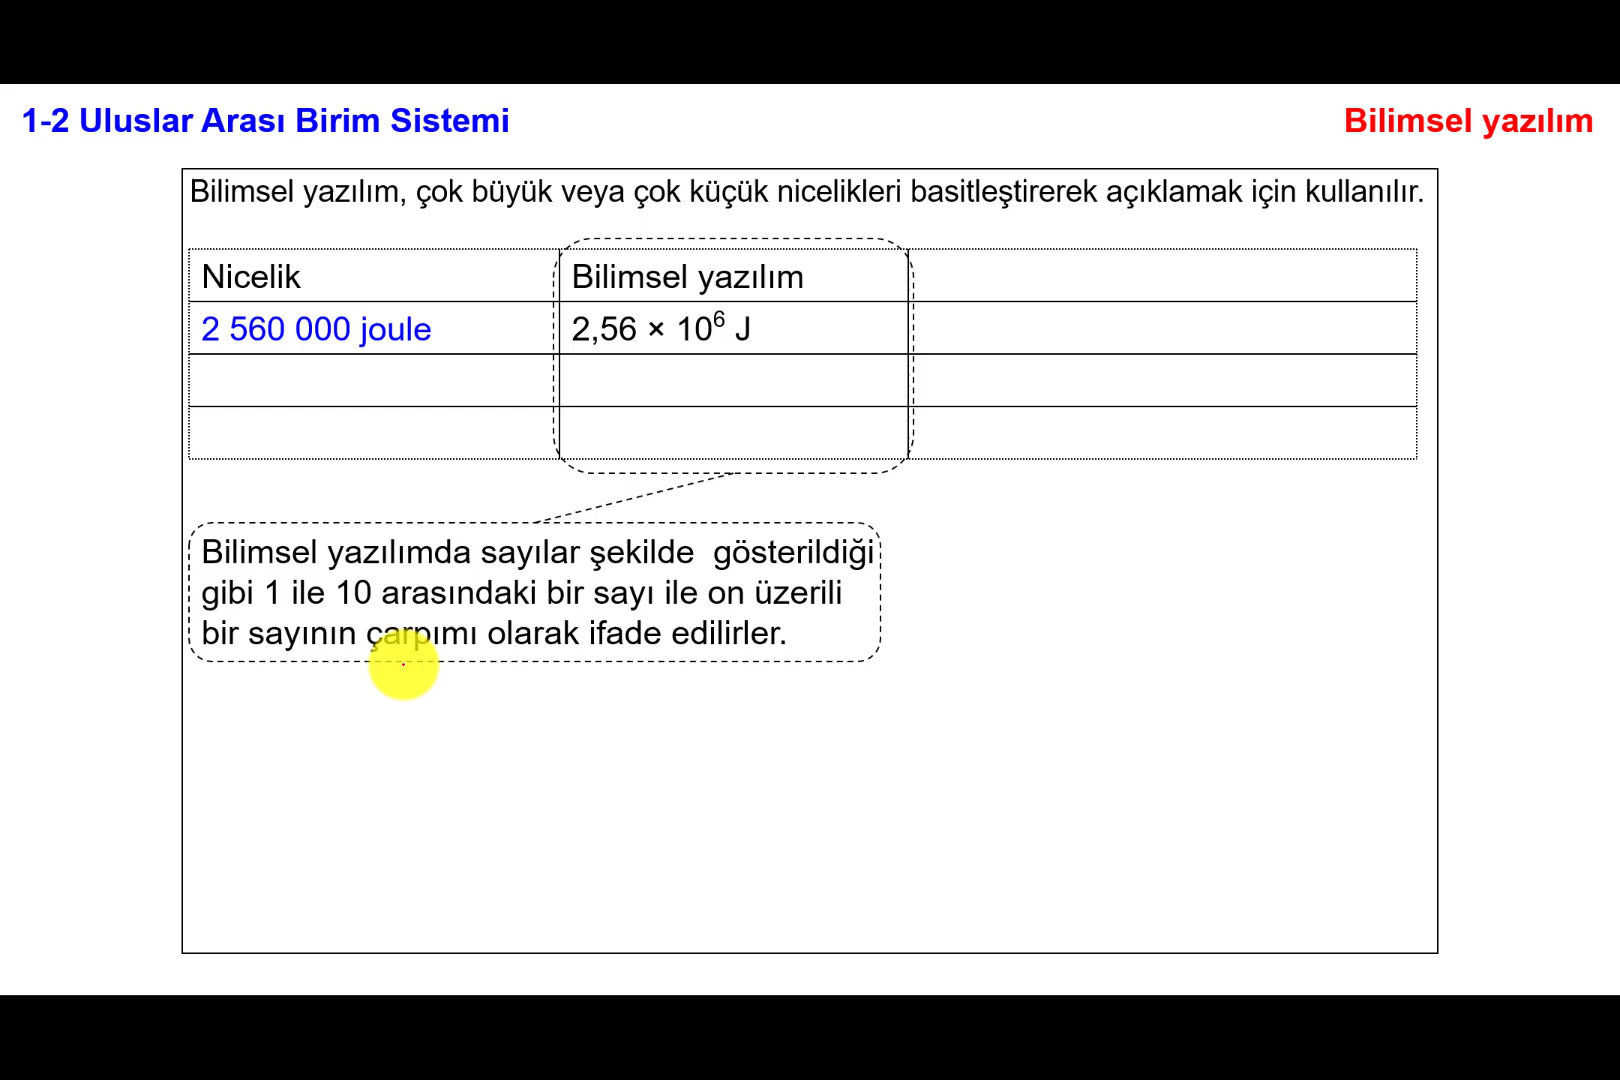 1-2 Uluslar Arası Birim Sistemi
Bilimsel yazılım
Bilimsel yazılım, çok büyük veya çok küçük nicelikleri basitleştirerek açıklamak için kullanılır.
Nicelik
Bilimsel yazılım
2 560 000 joule
2,56 × 10⁶ J
Bilimsel yazılımda sayılar şekilde gösterildiği
gibi 1 ile 10 arasındaki bir sayı ile on üzerili
bir sayının çarpımı olarak ifade edilirler.